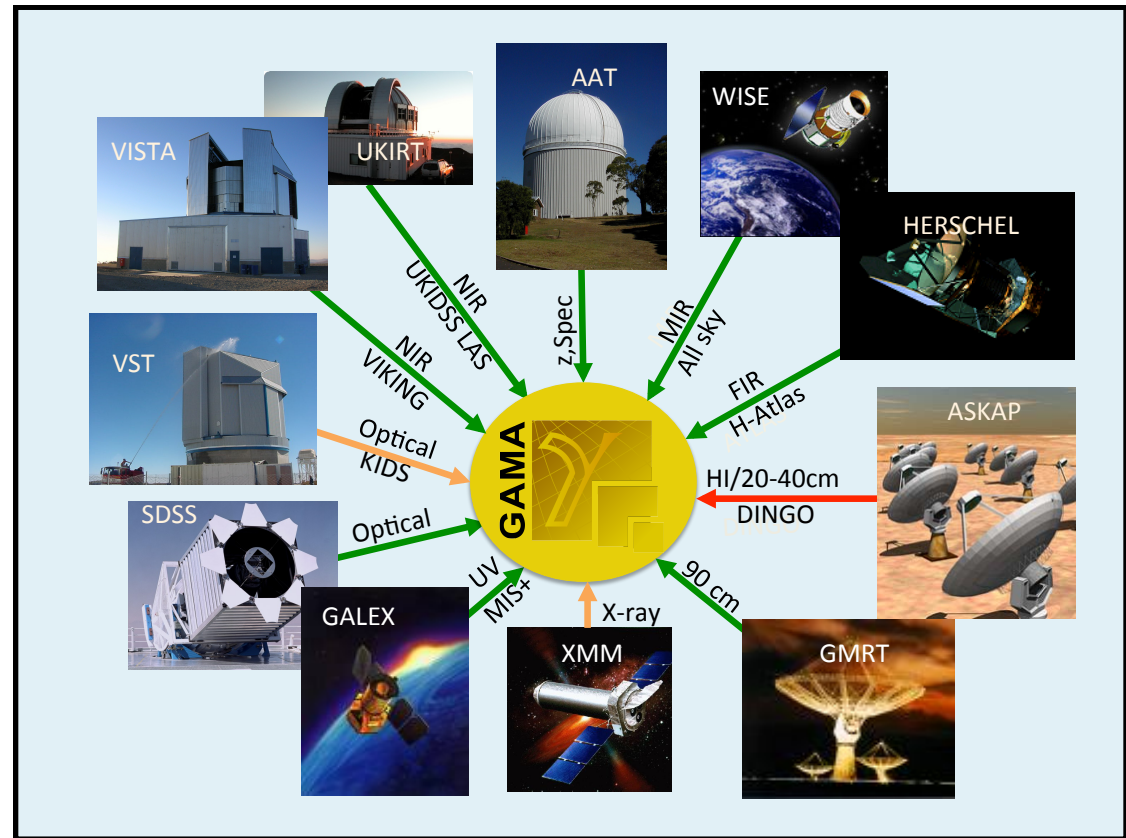 AAT
WISE
VISTA
UKIRT
HERSCHEL
NIR
UKIDSS LAS
z,Spec
MIR
All sky
VST
NIR
VIKING
FIR
H-Atlas
ASKAP
Optical
KIDS
GAMA
γ
HI/20-40cm
DINGO
SDSS
Optical
UV
MIS+
90 cm
GALEX
X-ray
XMM
GMRT